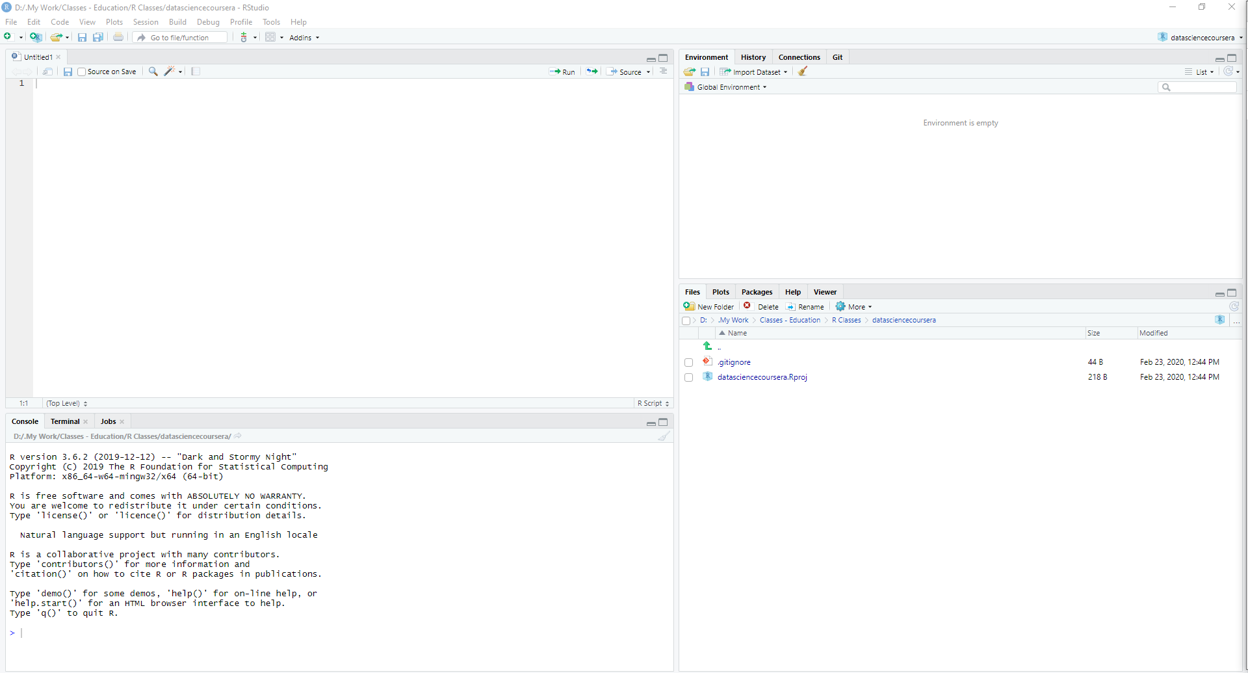 D:/.My Work/Classes - Education/R Classes/datasciencecoursera - RStudio
File Edit Code View Plots Session Build Debug Profile Tools Help
Go to file/function Addins datasciencecoursera
Untitled1
Source on Save Run Source
1
1:1 (Top Level) R Script
Console Terminal Jobs
D:/.My Work/Classes - Education/R Classes/datasciencecoursera/
R version 3.6.2 (2019-12-12) -- "Dark and Stormy Night"
Copyright (C) 2019 The R Foundation for Statistical Computing
Platform: x86_64-w64-mingw32/x64 (64-bit)
R is free software and comes with ABSOLUTELY NO WARRANTY.
You are welcome to redistribute it under certain conditions.
Type 'license()' or 'licence()' for distribution details.
Natural language support but running in an English locale
R is a collaborative project with many contributors.
Type 'contributors()' for more information and
'citation()' on how to cite R or R packages in publications.
Type 'demo()' for some demos, 'help()' for on-line help, or
'help.start()' for an HTML browser interface to help.
Type 'q()' to quit R.
>
Environment History Connections Git
Import Dataset List
Global Environment
Environment is empty
Files Plots Packages Help Viewer
New Folder Delete Rename More
D: .My Work Classes - Education R Classes datasciencecoursera ...
Name Size Modified
..
.gitignore 44 B Feb 23, 2020, 12:44 PM
datasciencecoursera.Rproj 218 B Feb 23, 2020, 12:44 PM